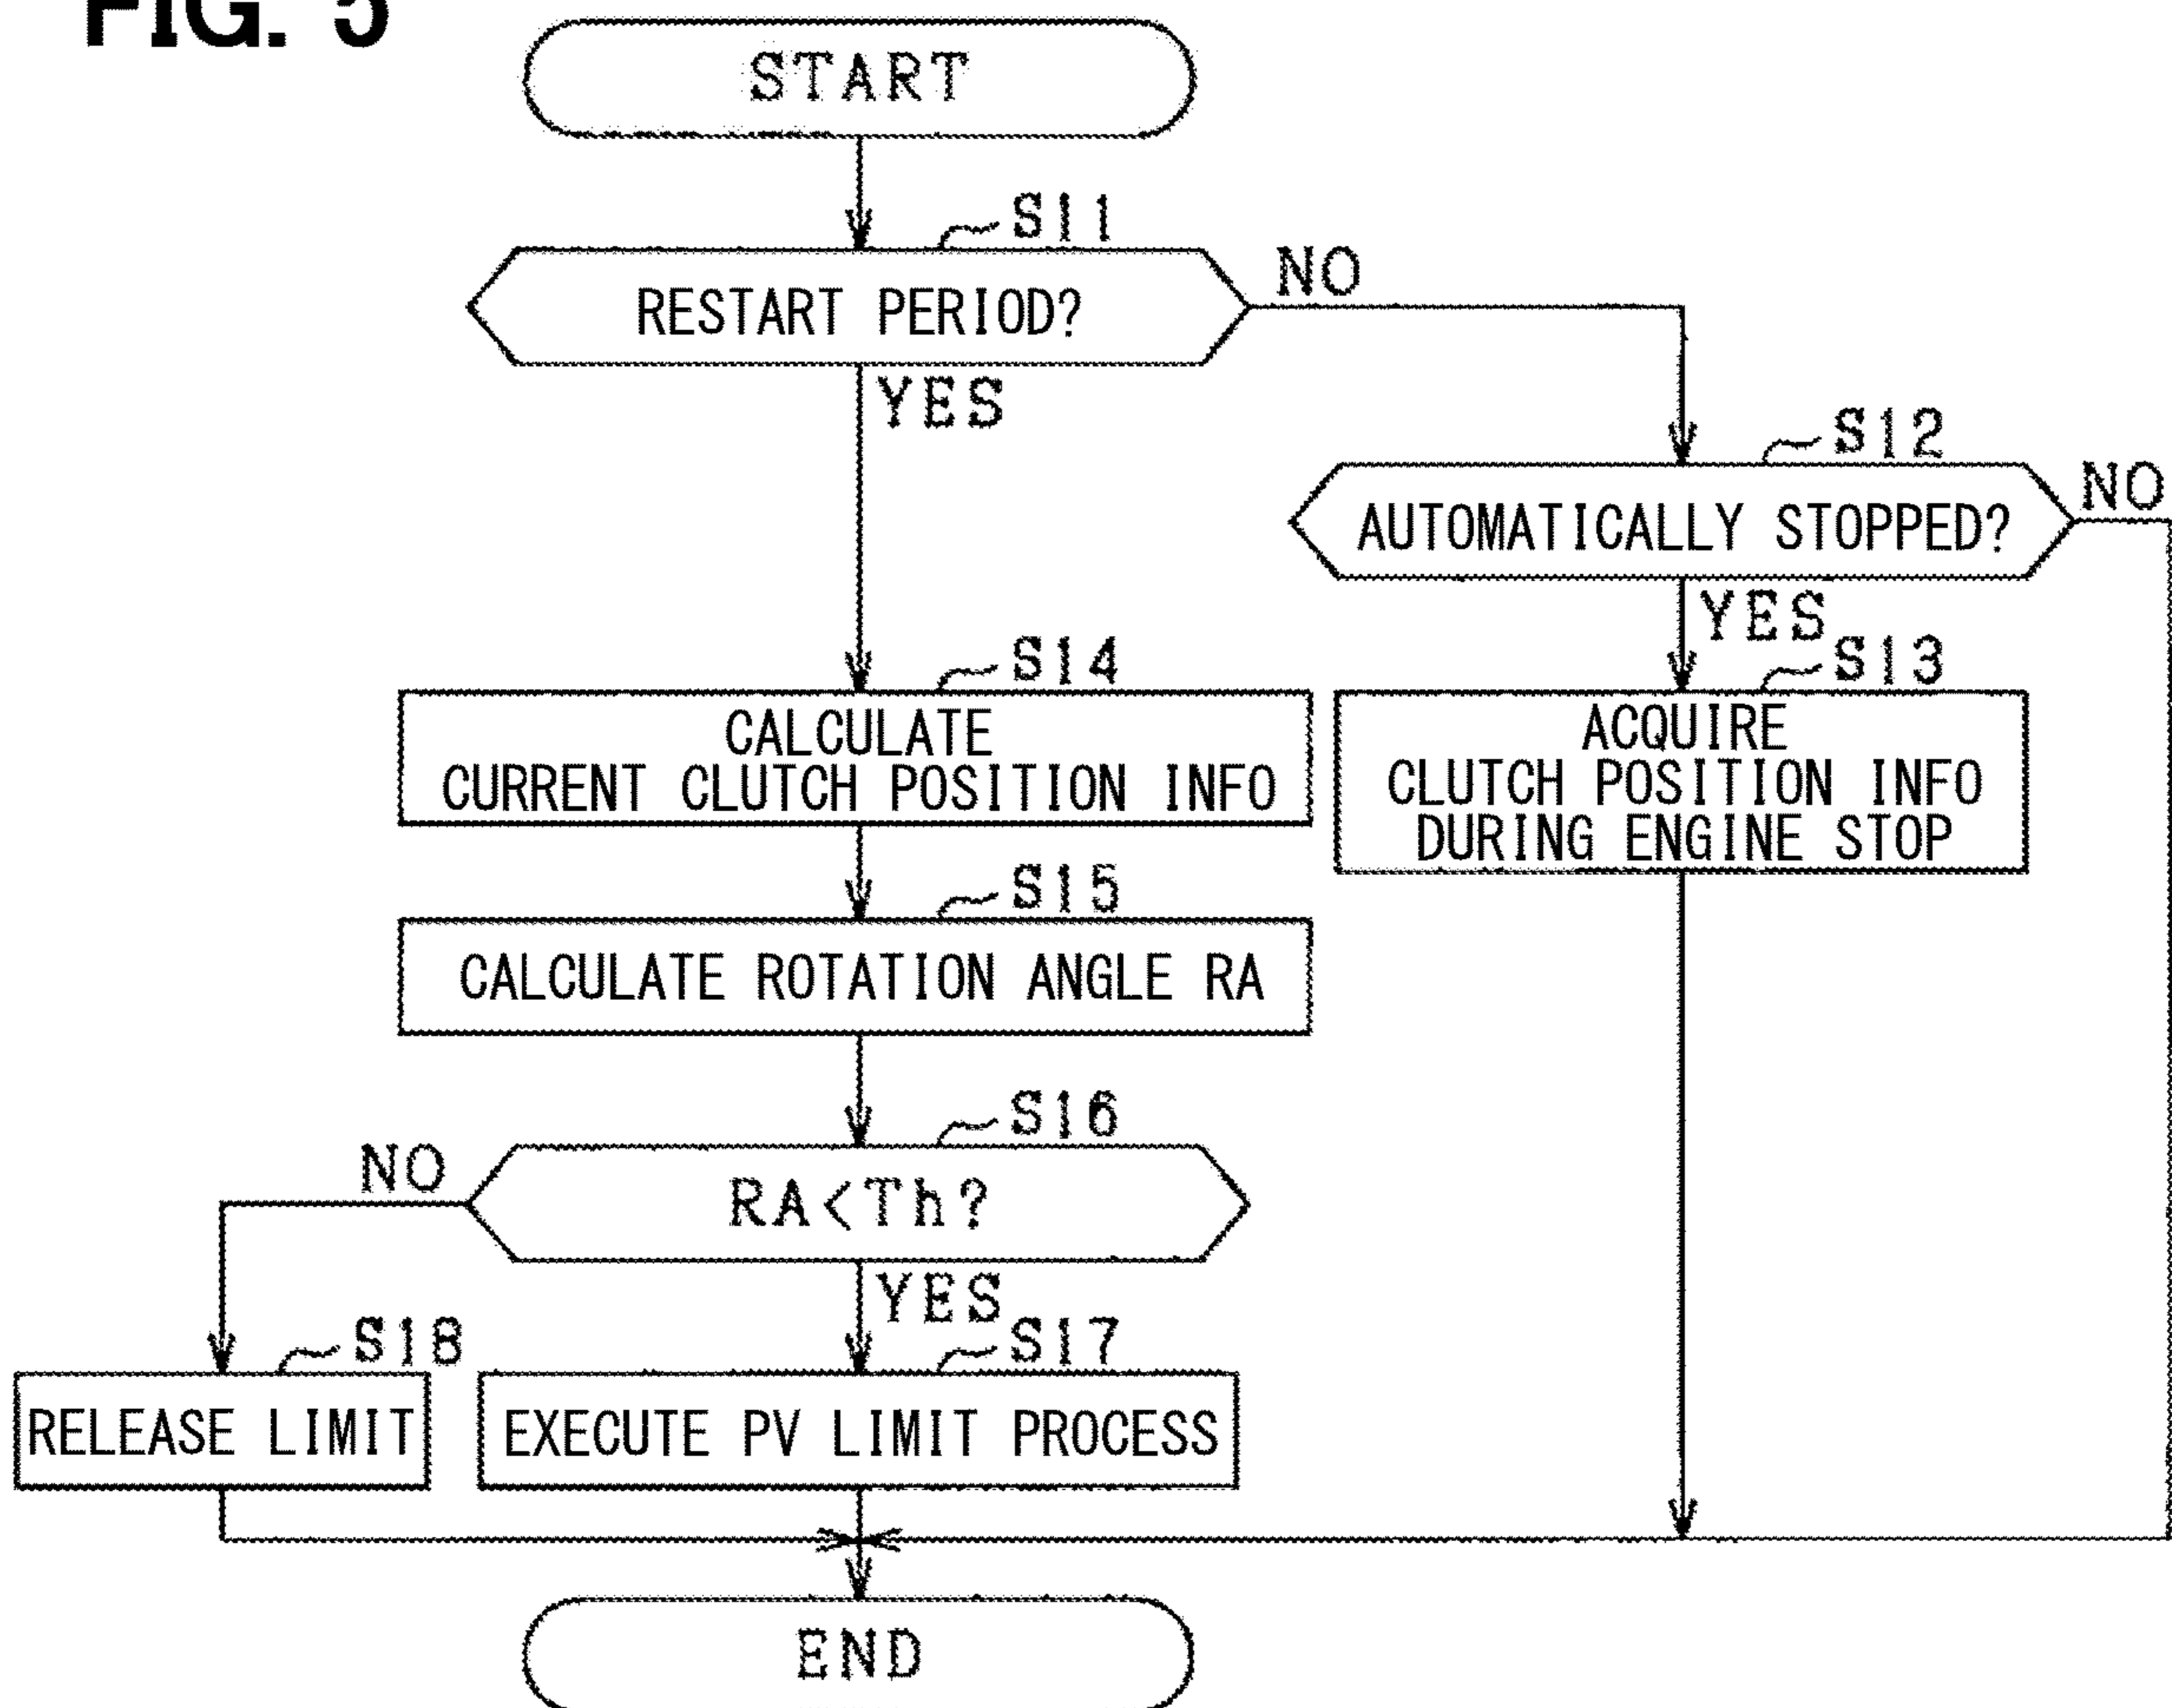 FIG. 5
START
S11
RESTART PERIOD?
NO
YES
S12
AUTOMATICALLY STOPPED?
NO
YES
S14
CALCULATE
CURRENT CLUTCH POSITION INFO
S13
ACQUIRE
CLUTCH POSITION INFO
DURING ENGINE STOP
S15
CALCULATE ROTATION ANGLE RA
S16
RA<Th?
NO
YES
S18
RELEASE LIMIT
S17
EXECUTE PV LIMIT PROCESS
END